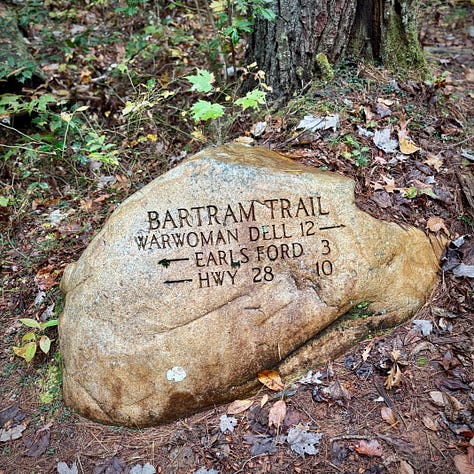 BARTRAM TRAIL
WARWOMAN DELL 12
EARLS FORD 3
HWY 28 10